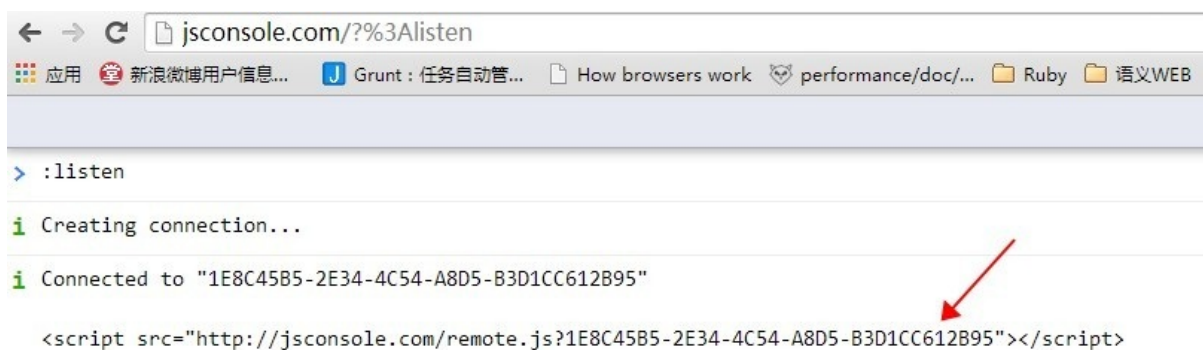 jsconsole.com/?%3Alisten
应用 新浪微博用户信息... Grunt：任务自动管... How browsers work performance/doc/... Ruby 语义WEB
> :listen
i Creating connection...
i Connected to "1E8C45B5-2E34-4C54-A8D5-B3D1CC612B95"
<script src="http://jsconsole.com/remote.js?1E8C45B5-2E34-4C54-A8D5-B3D1CC612B95"></script>